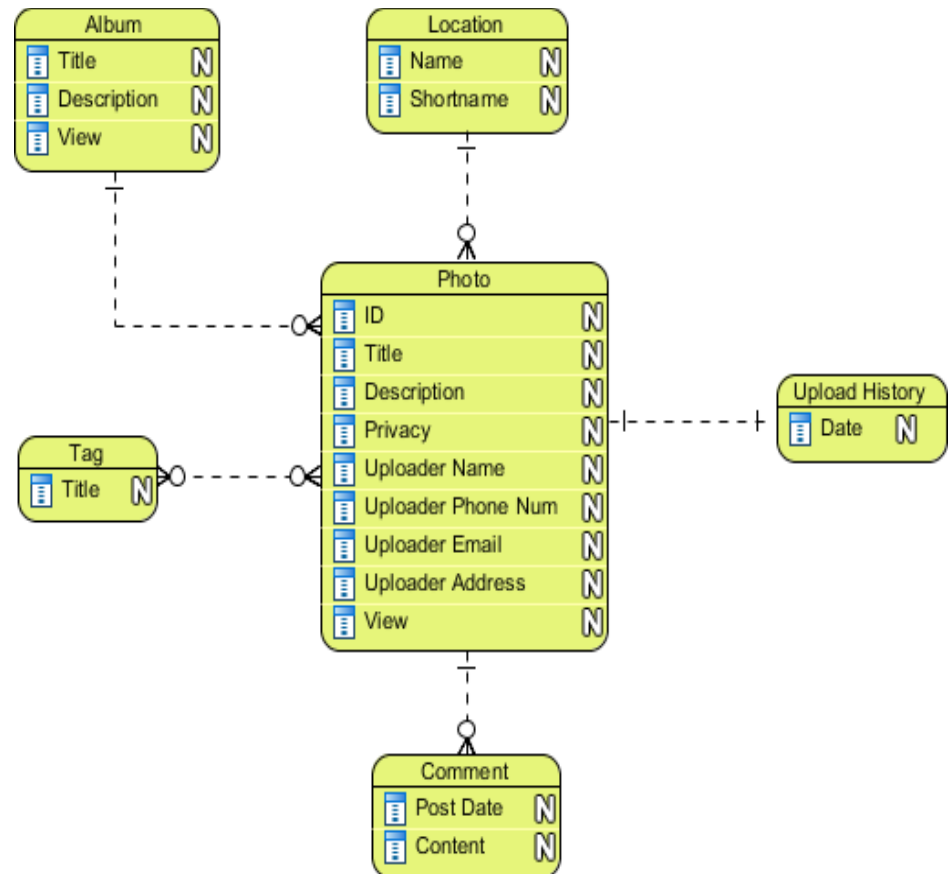 Album
Title N
Description N
View N
Location
Name N
Shortname N
Photo
ID N
Title N
Description N
Privacy N
Uploader Name N
Uploader Phone Num N
Uploader Email N
Uploader Address N
View N
Upload History
Date N
Tag
Title N
Comment
Post Date N
Content N